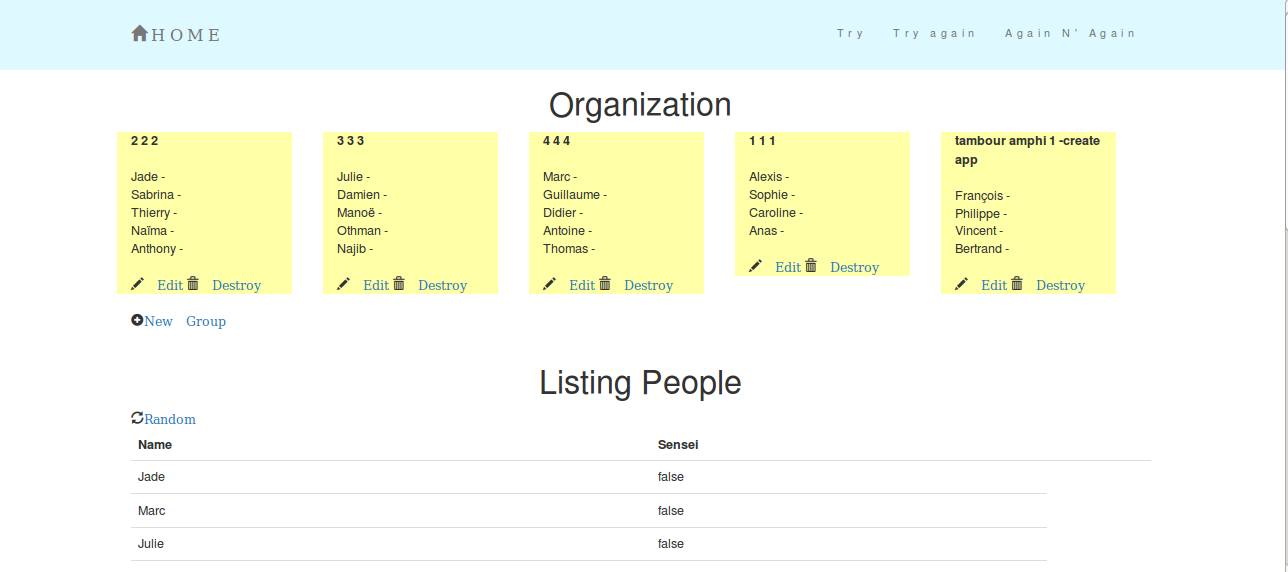 HOME
Try Try again Again N' Again
Organization
2 2 2
Jade -
Sabrina -
Thierry -
Naïma -
Anthony -
Edit Destroy
3 3 3
Julie -
Damien -
Manoë -
Othman -
Najib -
Edit Destroy
4 4 4
Marc -
Guillaume -
Didier -
Antoine -
Thomas -
Edit Destroy
1 1 1
Alexis -
Sophie -
Caroline -
Anas -
Edit Destroy
tambour amphi 1 -create
app
François -
Philippe -
Vincent -
Bertrand -
Edit Destroy
New Group
Listing People
Random
Name Sensei
Jade false
Marc false
Julie false